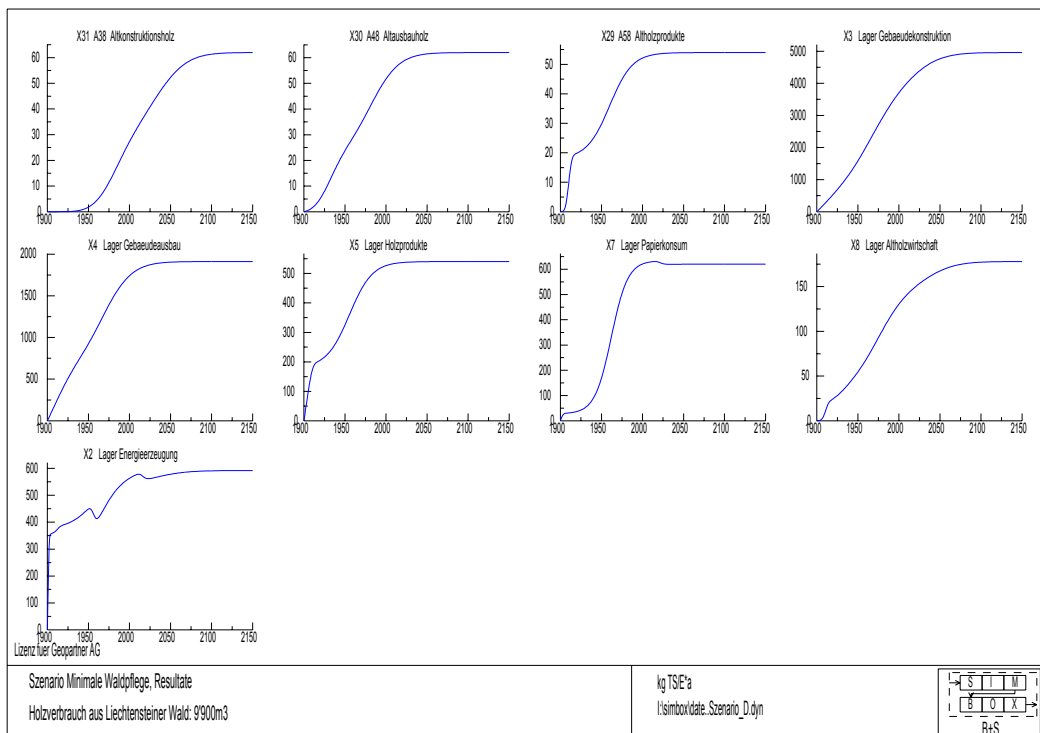 X31 A38 Altkonstruktionsholz
60
50
40
30
20
10
0
1900 1950 2000 2050 2100 2150
X30 A48 Altausbauholz
60
50
40
30
20
10
0
1900 1950 2000 2050 2100 2150
X29 A58 Altholzprodukte
50
40
30
20
10
0
1900 1950 2000 2050 2100 2150
X3 Lager Gebaeudekonstruktion
5000
4000
3000
2000
1000
0
1900 1950 2000 2050 2100 2150
X4 Lager Gebaeudeausbau
2000
1500
1000
500
0
1900 1950 2000 2050 2100 2150
X5 Lager Holzprodukte
500
400
300
200
100
0
1900 1950 2000 2050 2100 2150
X7 Lager Papierkonsum
600
500
400
300
200
100
0
1900 1950 2000 2050 2100 2150
X8 Lager Altholzwirtschaft
150
100
50
0
1900 1950 2000 2050 2100 2150
X2 Lager Energieerzeugung
600
500
400
300
200
100
0
1900 1950 2000 2050 2100 2150
Lizenz fuer Geopartner AG
Szenario Minimale Waldpflege, Resultate
Holzverbrauch aus Liechtensteiner Wald: 9'900m3
kg TS/E*a
I:\simbox\date..Szenario_D.dyn
S I M
B O X
B+S